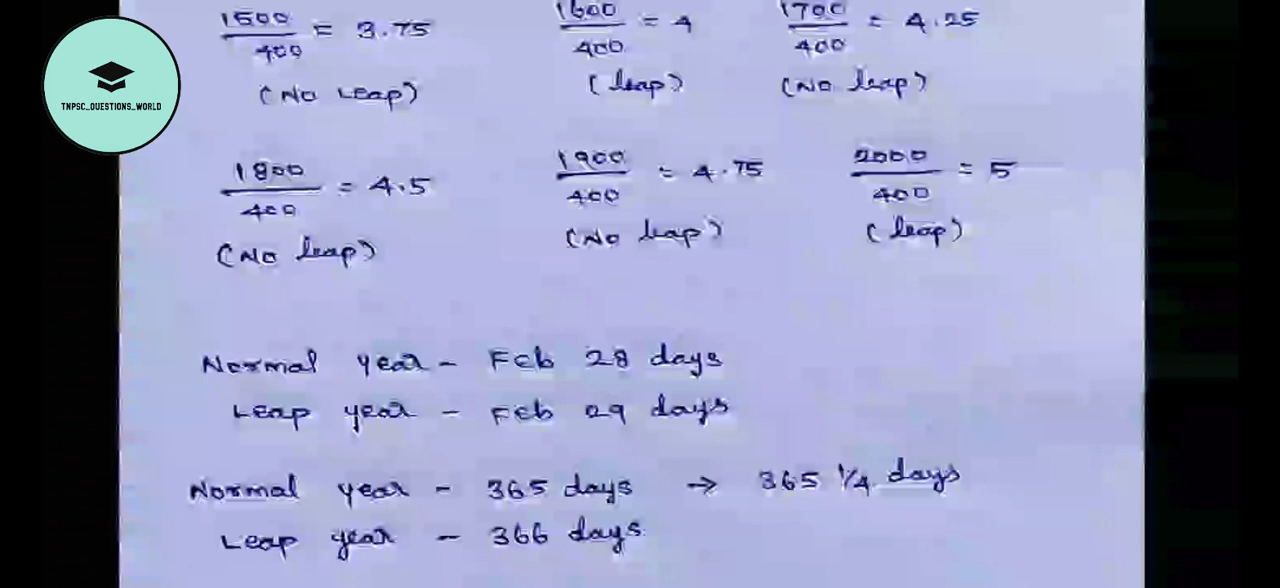 1500/400 = 3.75 1600/400 = 4 1700/400 = 4.25
(No Leap) (leap) (No leap)
TNPSC_QUESTIONS_WORLD
1800/400 = 4.5 1900/400 = 4.75 2000/400 = 5
(No leap) (No leap) (leap)
Normal year - Feb 28 days
Leap year - Feb 29 days
Normal year - 365 days → 365 1/4 days
Leap year - 366 days